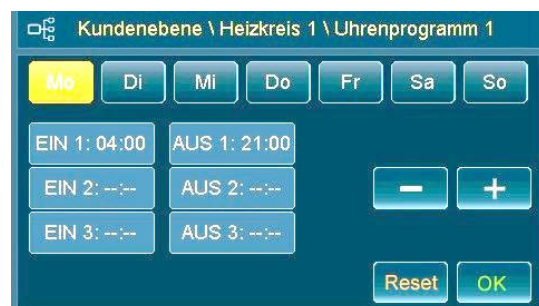 Kundenebene \ Heizkreis 1 \ Uhrenprogramm 1
Mo Di Mi Do Fr Sa So
EIN 1: 04:00 AUS 1: 21:00
EIN 2: --:-- AUS 2: --:--
− +
EIN 3: --:-- AUS 3: --:--
Reset OK